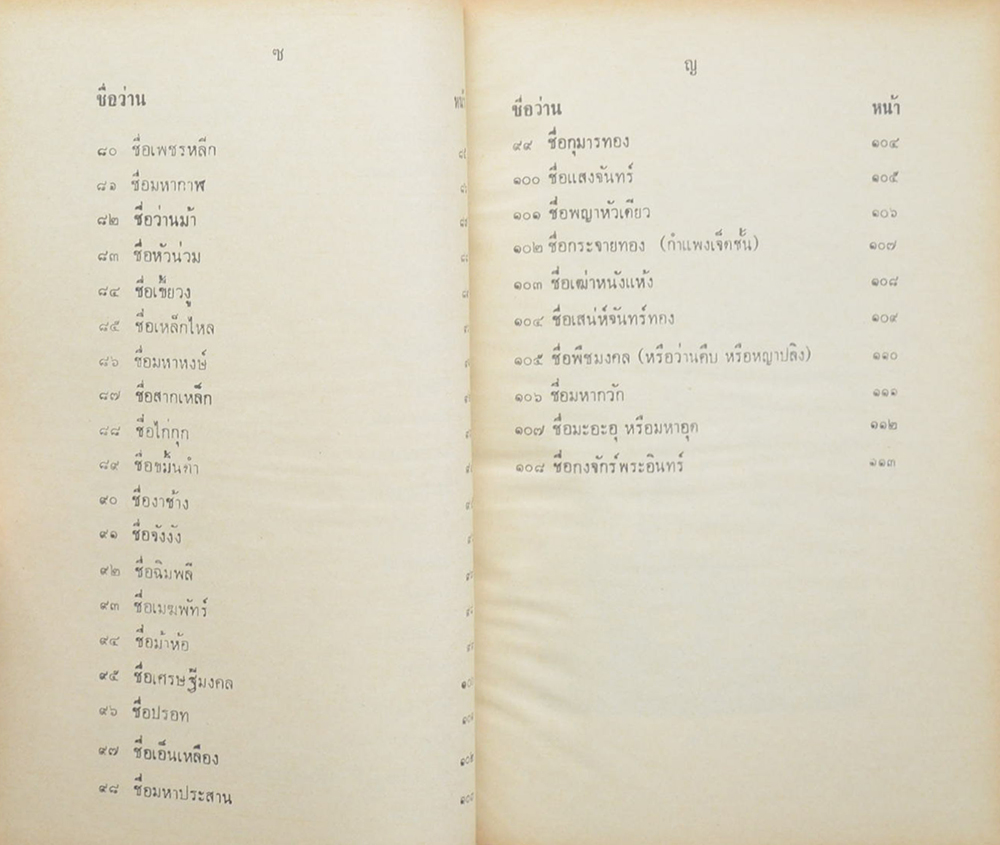 ซ
ชื่อว่าน
๘๐ ชื่อเพชรหลีก
๘๑ ชื่อมหากาฬ
๘๒ ชื่อว่านม้า
๘๓ ชื่อหัวน่วม
๘๔ ชื่อเขี้ยวงู
๘๕ ชื่อเหล็กไหล
๘๖ ชื่อมหาหงษ์
๘๗ ชื่อสากเหล็ก
๘๘ ชื่อไก่กุก
๘๙ ชื่อขมิ้นดำ
๙๐ ชื่องาช้าง
๙๑ ชื่อจังงัง
๙๒ ชื่อฉิมพลี
๙๓ ชื่อเมฆพัทร์
๙๔ ชื่อม้าห้อ
๙๕ ชื่อเศรษฐีมงคล
๙๖ ชื่อปรอท
๙๗ ชื่อเอ็นเหลือง ๑๐๒
๙๘ ชื่อมหาประสาน ๑๐๓
ญ
ชื่อว่าน หน้า
๙๙ ชื่อกุมารทอง ๑๐๔
๑๐๐ ชื่อแสงจันทร์ ๑๐๕
๑๐๑ ชื่อพญาหัวเดียว ๑๐๖
๑๐๒ ชื่อกระจายทอง (กำแพงเจ็ดชั้น) ๑๐๗
๑๐๓ ชื่อเฒ่าหนังแห้ง ๑๐๘
๑๐๔ ชื่อเสน่ห์จันทร์ทอง ๑๐๙
๑๐๕ ชื่อพืชมงคล (หรือว่านคืบ หรือหญาปลิง) ๑๑๐
๑๐๖ ชื่อมหากวัก ๑๑๑
๑๐๗ ชื่อมะอะอุ หรือมหาอุด ๑๑๒
๑๐๘ ชื่อกงจักร์พระอินทร์ ๑๑๓